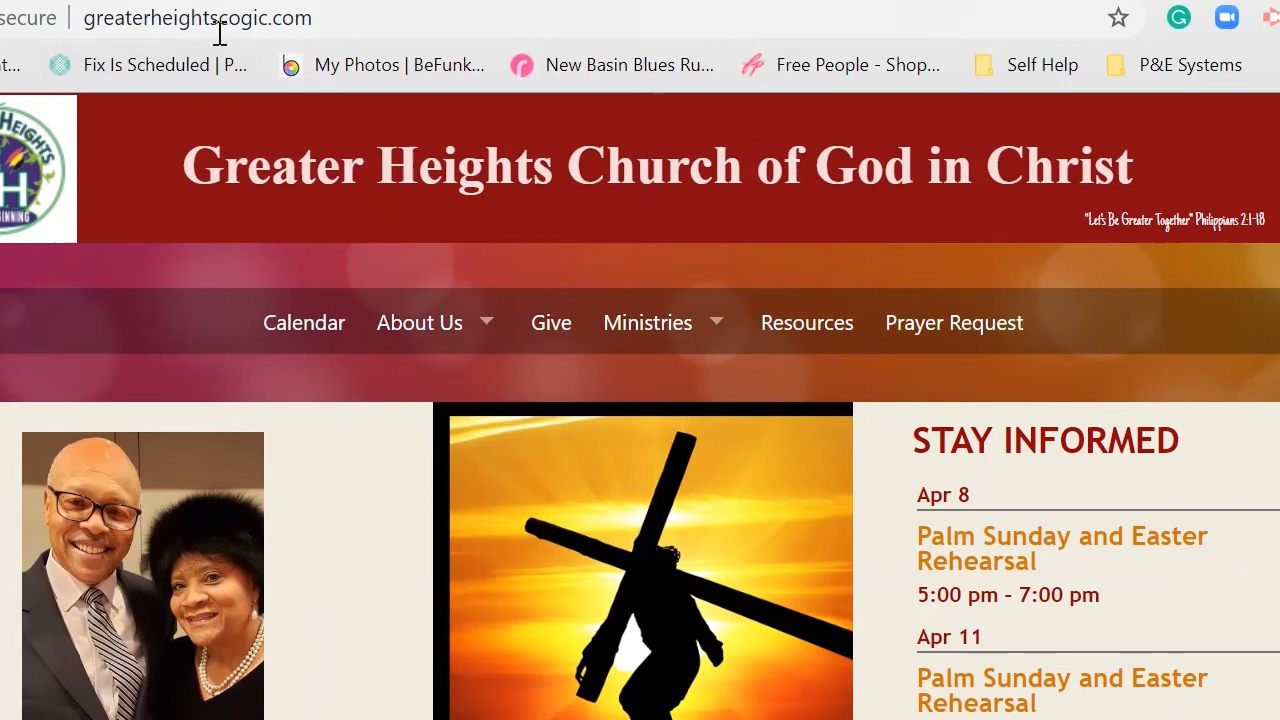 secure | greaterheightscogic.com
t... Fix Is Scheduled | P... My Photos | BeFunk... New Basin Blues Ru... Free People - Shop... Self Help P&E Systems
HEIGHTS
H
GINNING
Greater Heights Church of God in Christ
"Let's Be Greater Together" Philippians 2:1-18
Calendar About Us Give Ministries Resources Prayer Request
STAY INFORMED
Apr 8
Palm Sunday and Easter
Rehearsal
5:00 pm - 7:00 pm
Apr 11
Palm Sunday and Easter
Rehearsal